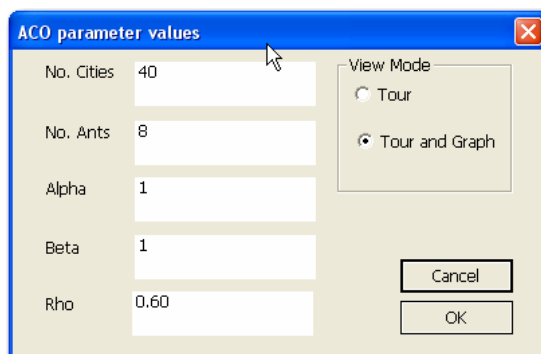 ACO parameter values
No. Cities 40
No. Ants 8
Alpha 1
Beta 1
Rho 0.60
View Mode
Tour
Tour and Graph
Cancel
OK